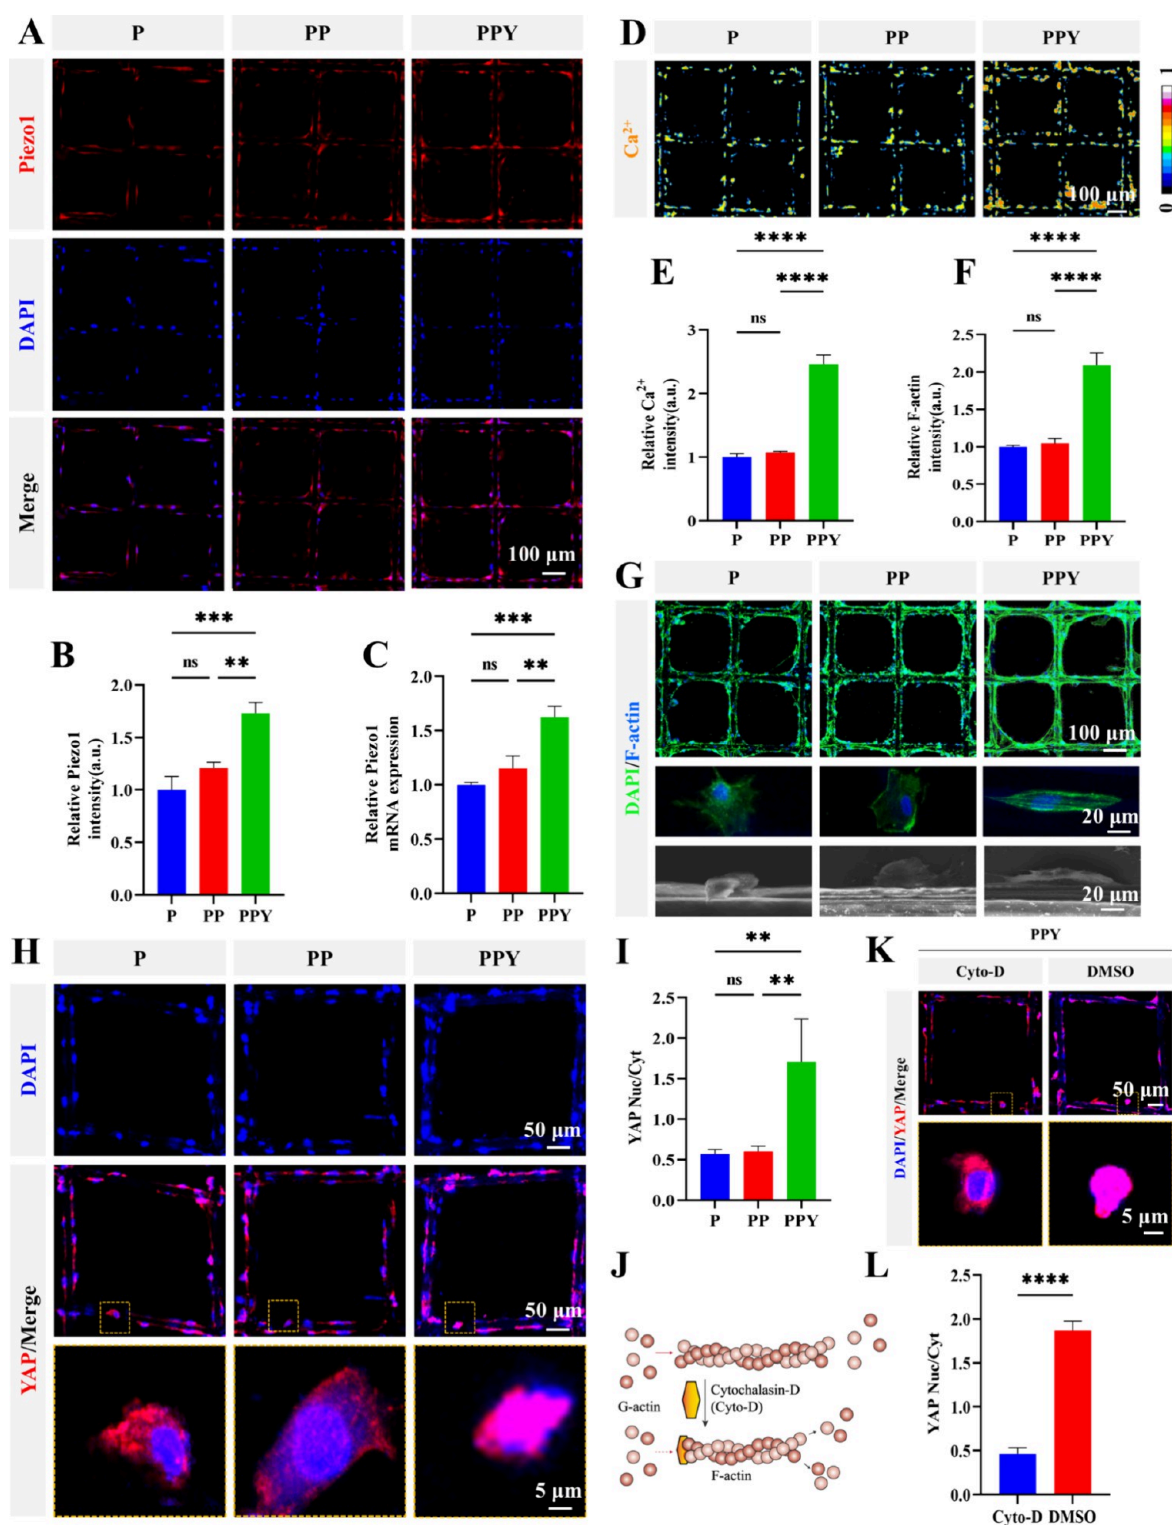 A
P
PP
PPY
Piezo1
DAPI
Merge
100 μm
B
***
ns
**
Relative Piezo1
intensity(a.u.)
2.0
1.5
1.0
0.5
0.0
P
PP
PPY
C
***
ns
**
Relative Piezo1
mRNA expression
2.0
1.5
1.0
0.5
0.0
P
PP
PPY
D
P
PP
PPY
Ca2+
100 μm
1
0
E
****
****
ns
Relative Ca2+
intensity(a.u.)
3
2
1
0
P
PP
PPY
F
****
****
ns
Relative F-actin
intensity(a.u.)
2.5
2.0
1.5
1.0
0.5
0.0
P
PP
PPY
G
P
PP
PPY
DAPI/F-actin
100 μm
20 μm
20 μm
H
P
PP
PPY
DAPI
50 μm
YAP/Merge
50 μm
5 μm
I
**
ns
**
YAP Nuc/Cyt
2.5
2.0
1.5
1.0
0.5
0.0
P
PP
PPY
J
G-actin
Cytochalasin-D
(Cyto-D)
F-actin
K
PPY
Cyto-D
DMSO
DAPI/YAP/Merge
50 μm
5 μm
L
****
YAP Nuc/Cyt
2.5
2.0
1.5
1.0
0.5
0.0
Cyto-D DMSO